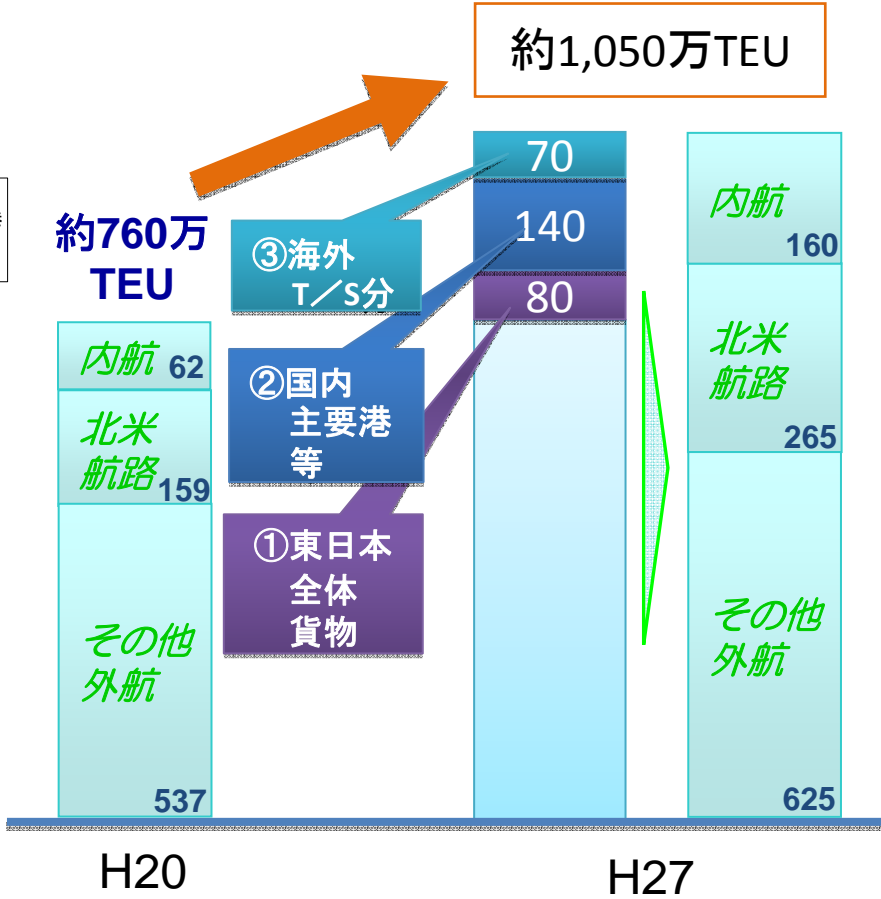 約1,050万TEU
約760万
TEU
内航 62
北米
航路 159
その他
外航
537
③海外
T／S分
②国内
主要港
等
①東日本
全体
貨物
70
140
80
内航
160
北米
航路
265
その他
外航
625
H20
H27